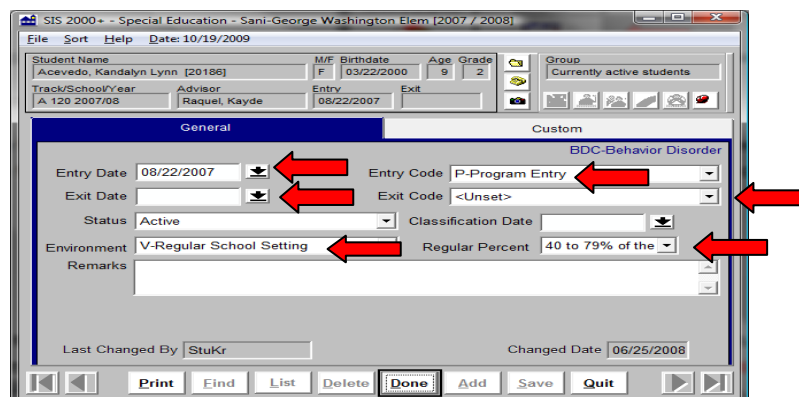 SIS 2000+ - Special Education - Sani-George Washington Elem [2007 / 2008]
File Sort Help Date: 10/19/2009
Student Name M/F Birthdate Age Grade Group
Acevedo, Kandalyn Lynn [20186] F 03/22/2000 9 2 Currently active students
Track/School/Year Advisor Entry Exit
A 120 2007/08 Raquel, Kayde 08/22/2007
General Custom
BDC-Behavior Disorder
Entry Date 08/22/2007 Entry Code P-Program Entry
Exit Date Exit Code <Unset>
Status Active Classification Date
Environment V-Regular School Setting Regular Percent 40 to 79% of the
Remarks
Last Changed By StuKr Changed Date 06/25/2008
Print Find List Delete Done Add Save Quit